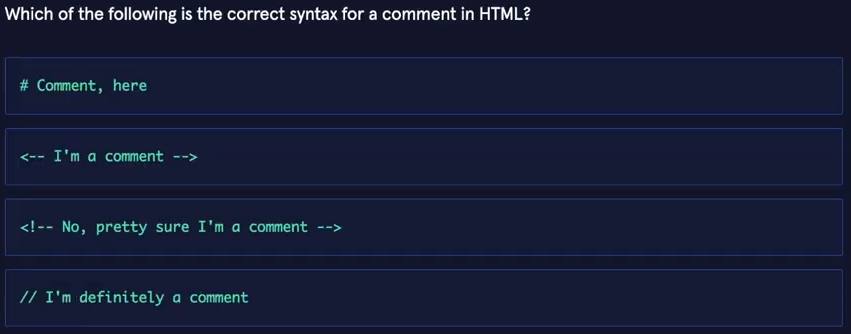 Which of the following is the correct syntax for a comment in HTML?
# Comment, here
<-- I'm a comment -->
<!-- No, pretty sure I'm a comment -->
// I'm definitely a comment